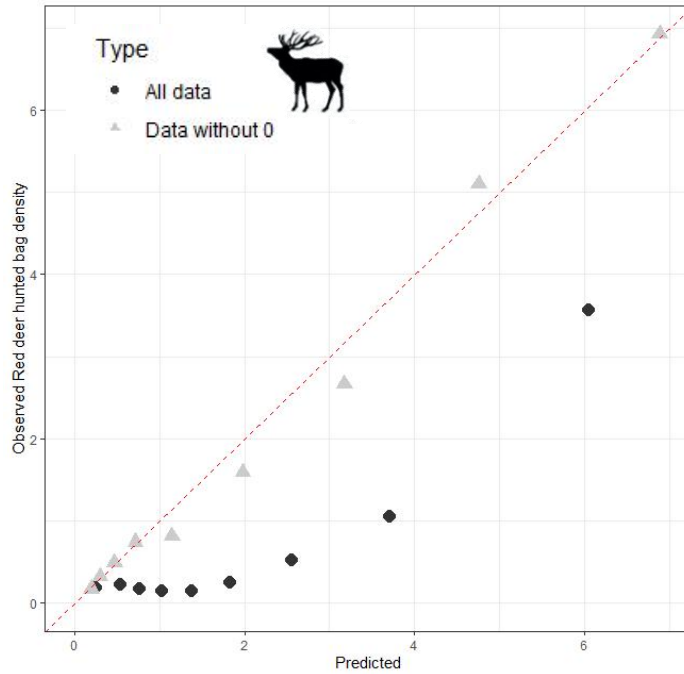 Type
All data
Data without 0
Observed Red deer hunted bag density
6
4
2
0
0 2 4 6
Predicted